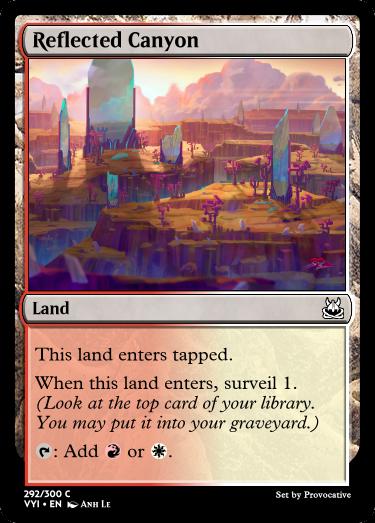 Reflected Canyon
Land
This land enters tapped.
When this land enters, surveil 1.
(Look at the top card of your library.
You may put it into your graveyard.)
: Add or .
292/300 C
VYI • EN Anh Le
Set by Provocative